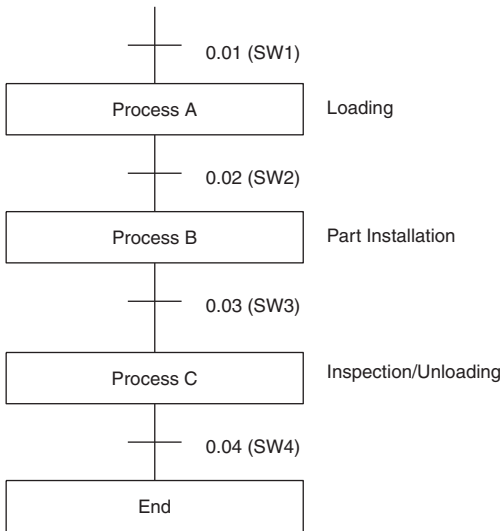 0.01 (SW1)
Process A
Loading
0.02 (SW2)
Process B
Part Installation
0.03 (SW3)
Process C
Inspection/Unloading
0.04 (SW4)
End